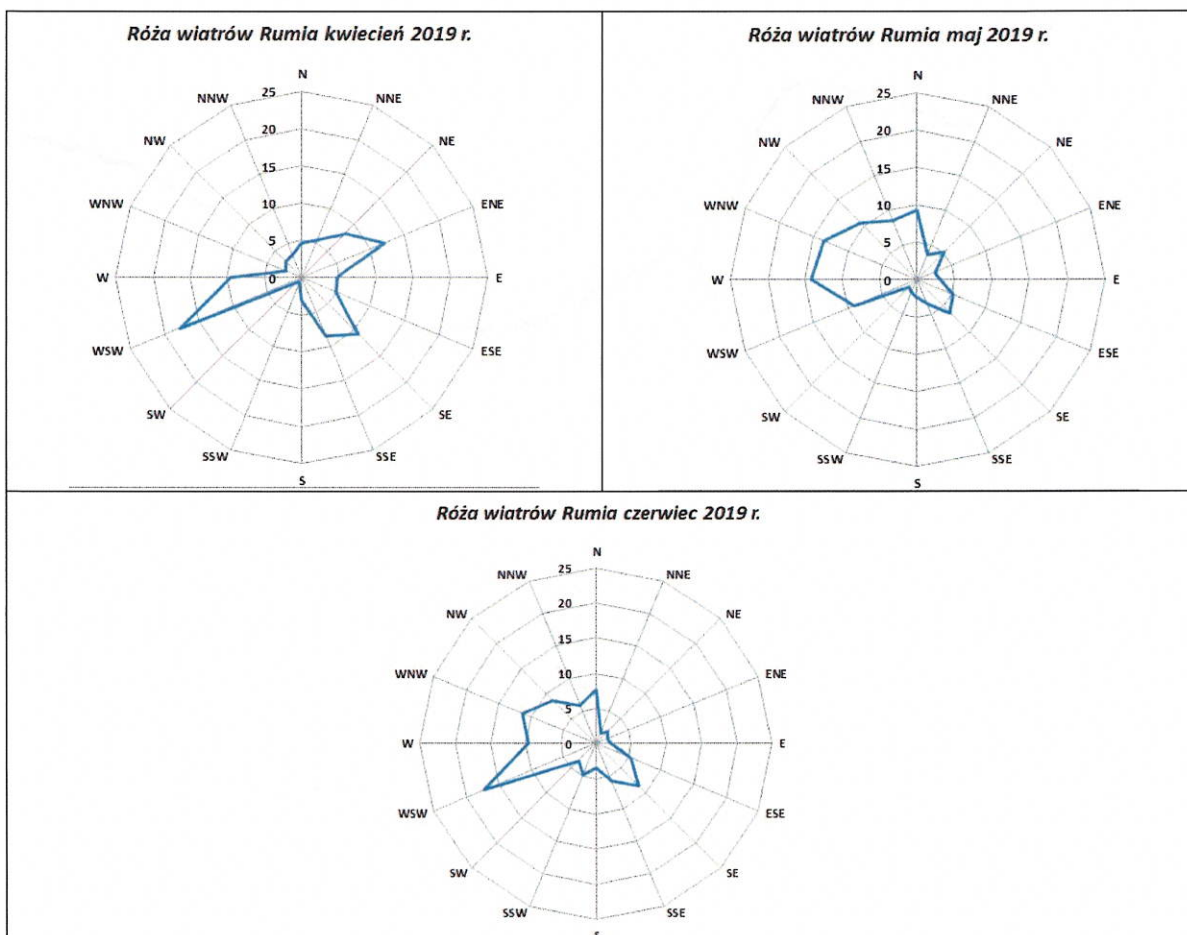 Róża wiatrów Rumia kwiecień 2019 r.
N
NNE
NE
ENE
E
ESE
SE
SSE
S
SSW
SW
WSW
W
WNW
NW
NNW
25
20
15
10
5
0
Róża wiatrów Rumia maj 2019 r.
N
NNE
NE
ENE
E
ESE
SE
SSE
S
SSW
SW
WSW
W
WNW
NW
NNW
25
20
15
10
5
0
Róża wiatrów Rumia czerwiec 2019 r.
N
NNE
NE
ENE
E
ESE
SE
SSE
SSW
SW
WSW
W
WNW
NW
NNW
25
20
15
10
5
0